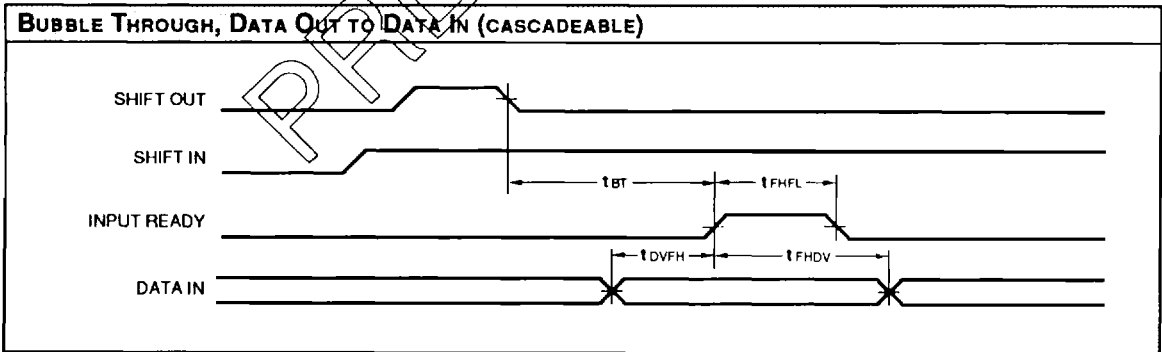 BUBBLE THROUGH, DATA OUT TO DATA IN (CASCADEABLE)
SHIFT OUT
SHIFT IN
tBT
tFHFL
INPUT READY
tDVFH
tFHDV
DATA IN